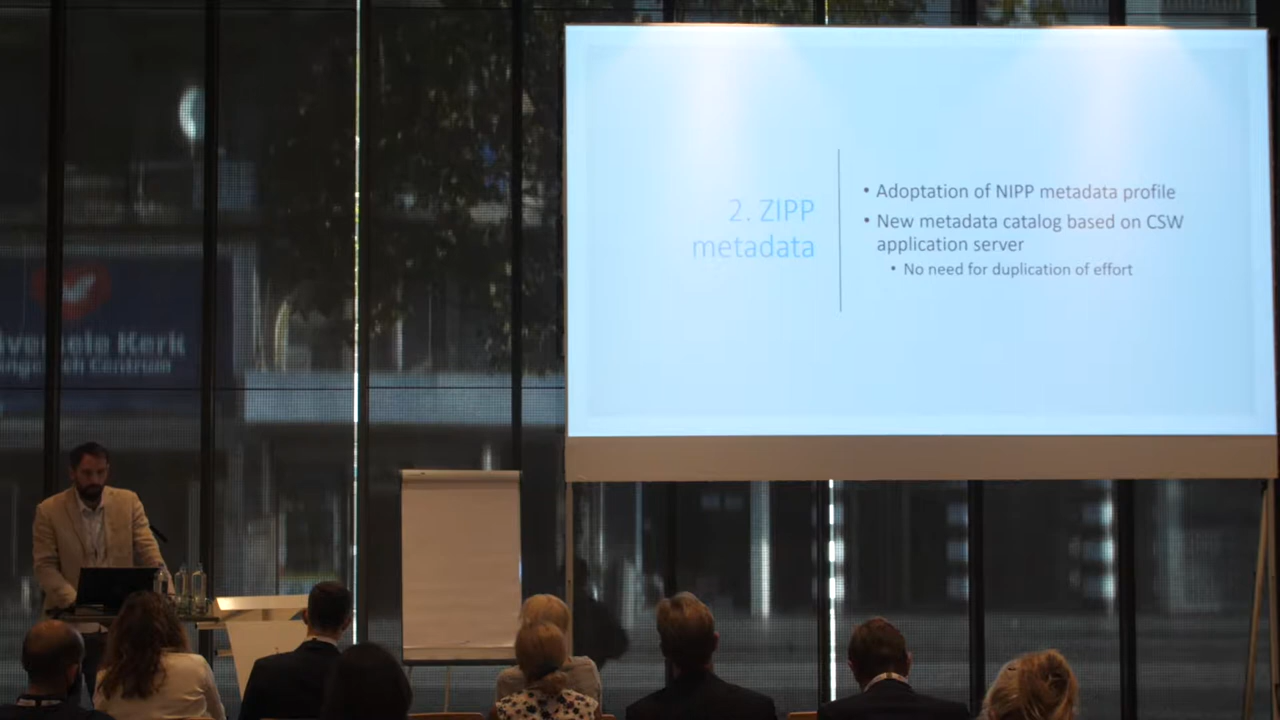 2. ZIPP
metadata
• Adoptation of NIPP metadata profile
• New metadata catalog based on CSW
application server
• No need for duplication of effort
Kerk